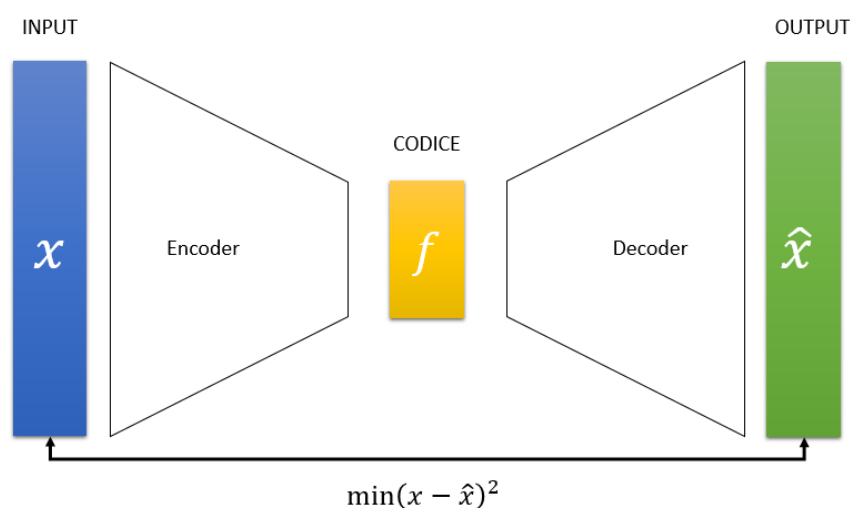 INPUT
OUTPUT
CODICE
x
Encoder
f
Decoder
x̂
min(x − x̂)²